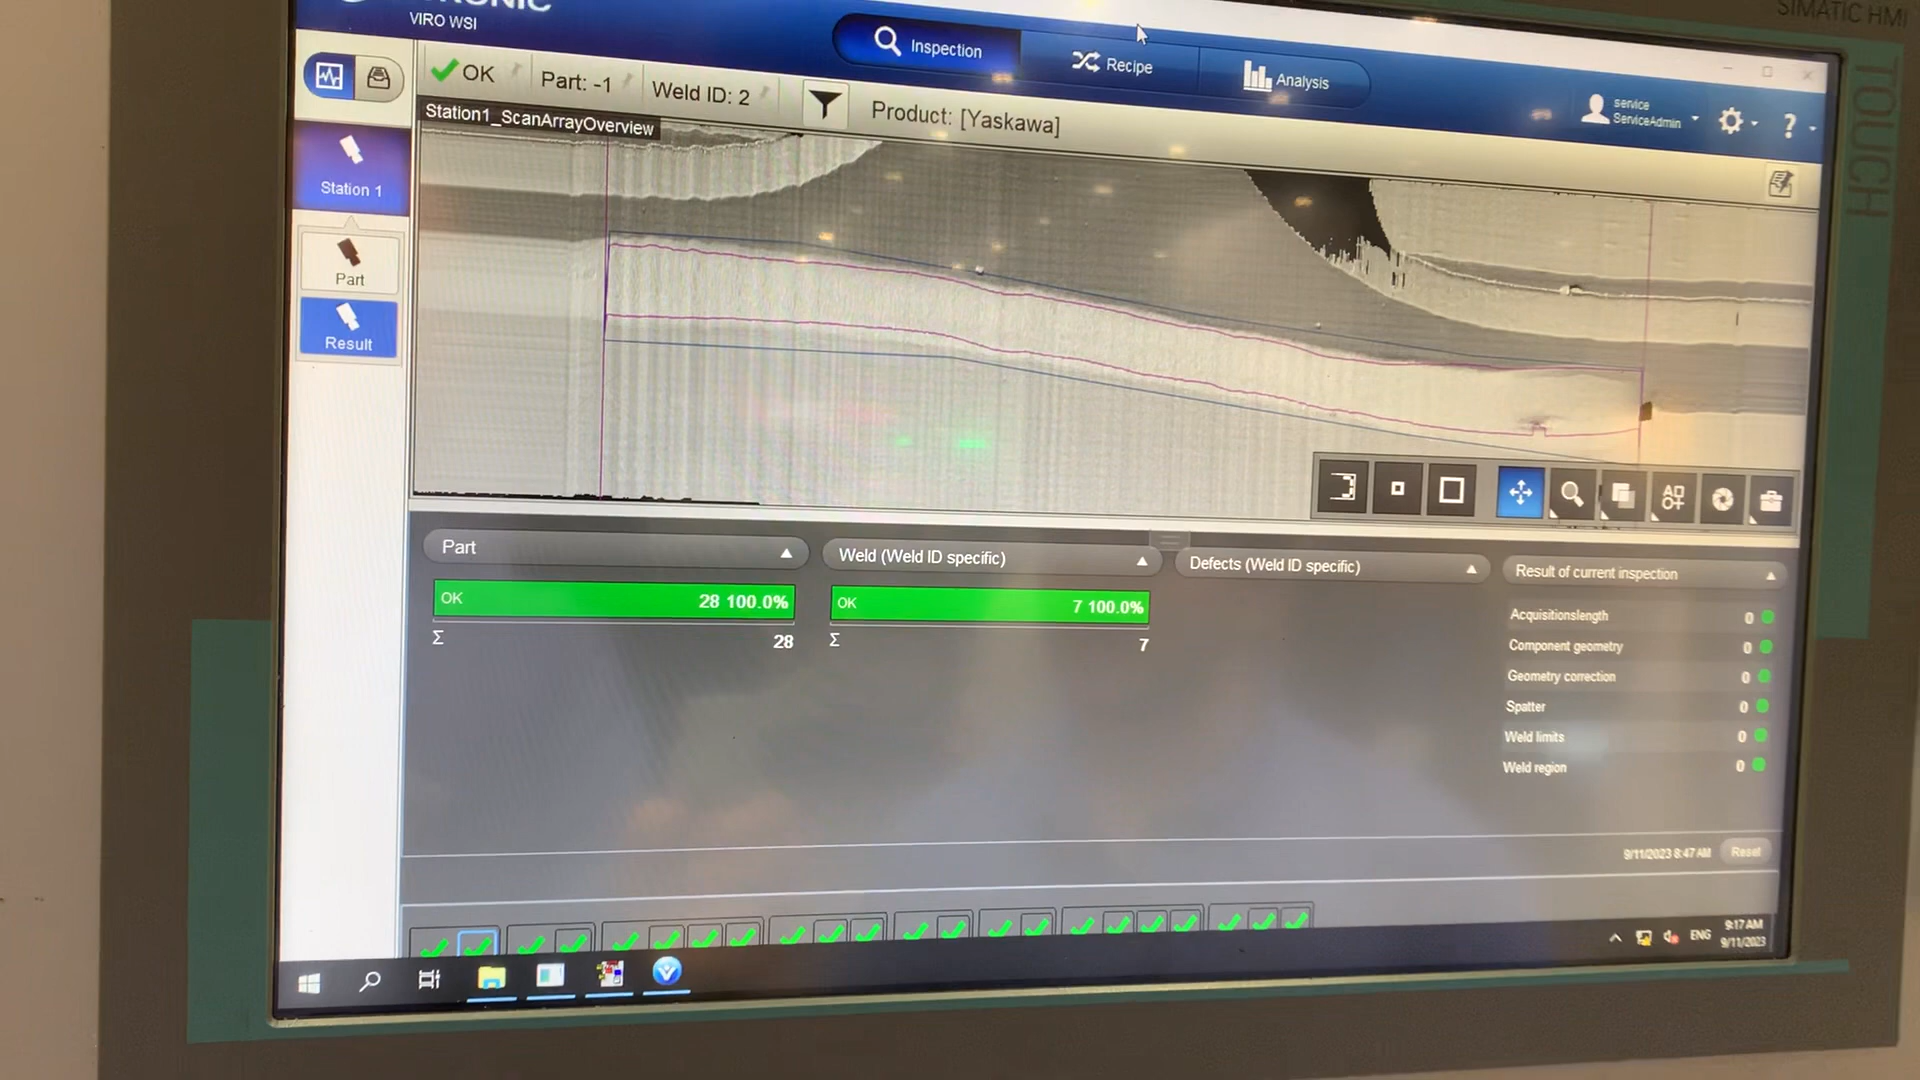 SIMATIC HMI
TOUCH
VIRO WSI
Inspection
Recipe
Analysis
service
ServiceAdmin
?
OK
Part: -1
Weld ID: 2
Product: [Yaskawa]
Station1_ScanArrayOverview
Station 1
Part
Result
Part
Weld (Weld ID specific)
Defects (Weld ID specific)
Result of current inspection
OK 28 100.0%
Σ 28
OK 7 100.0%
Σ 7
Acquisitionslength 0
Component geometry 0
Geometry correction 0
Spatter 0
Weld limits 0
Weld region 0
9/11/2023 8:47 AM
Reset
ENG
9:17 AM
9/11/2023